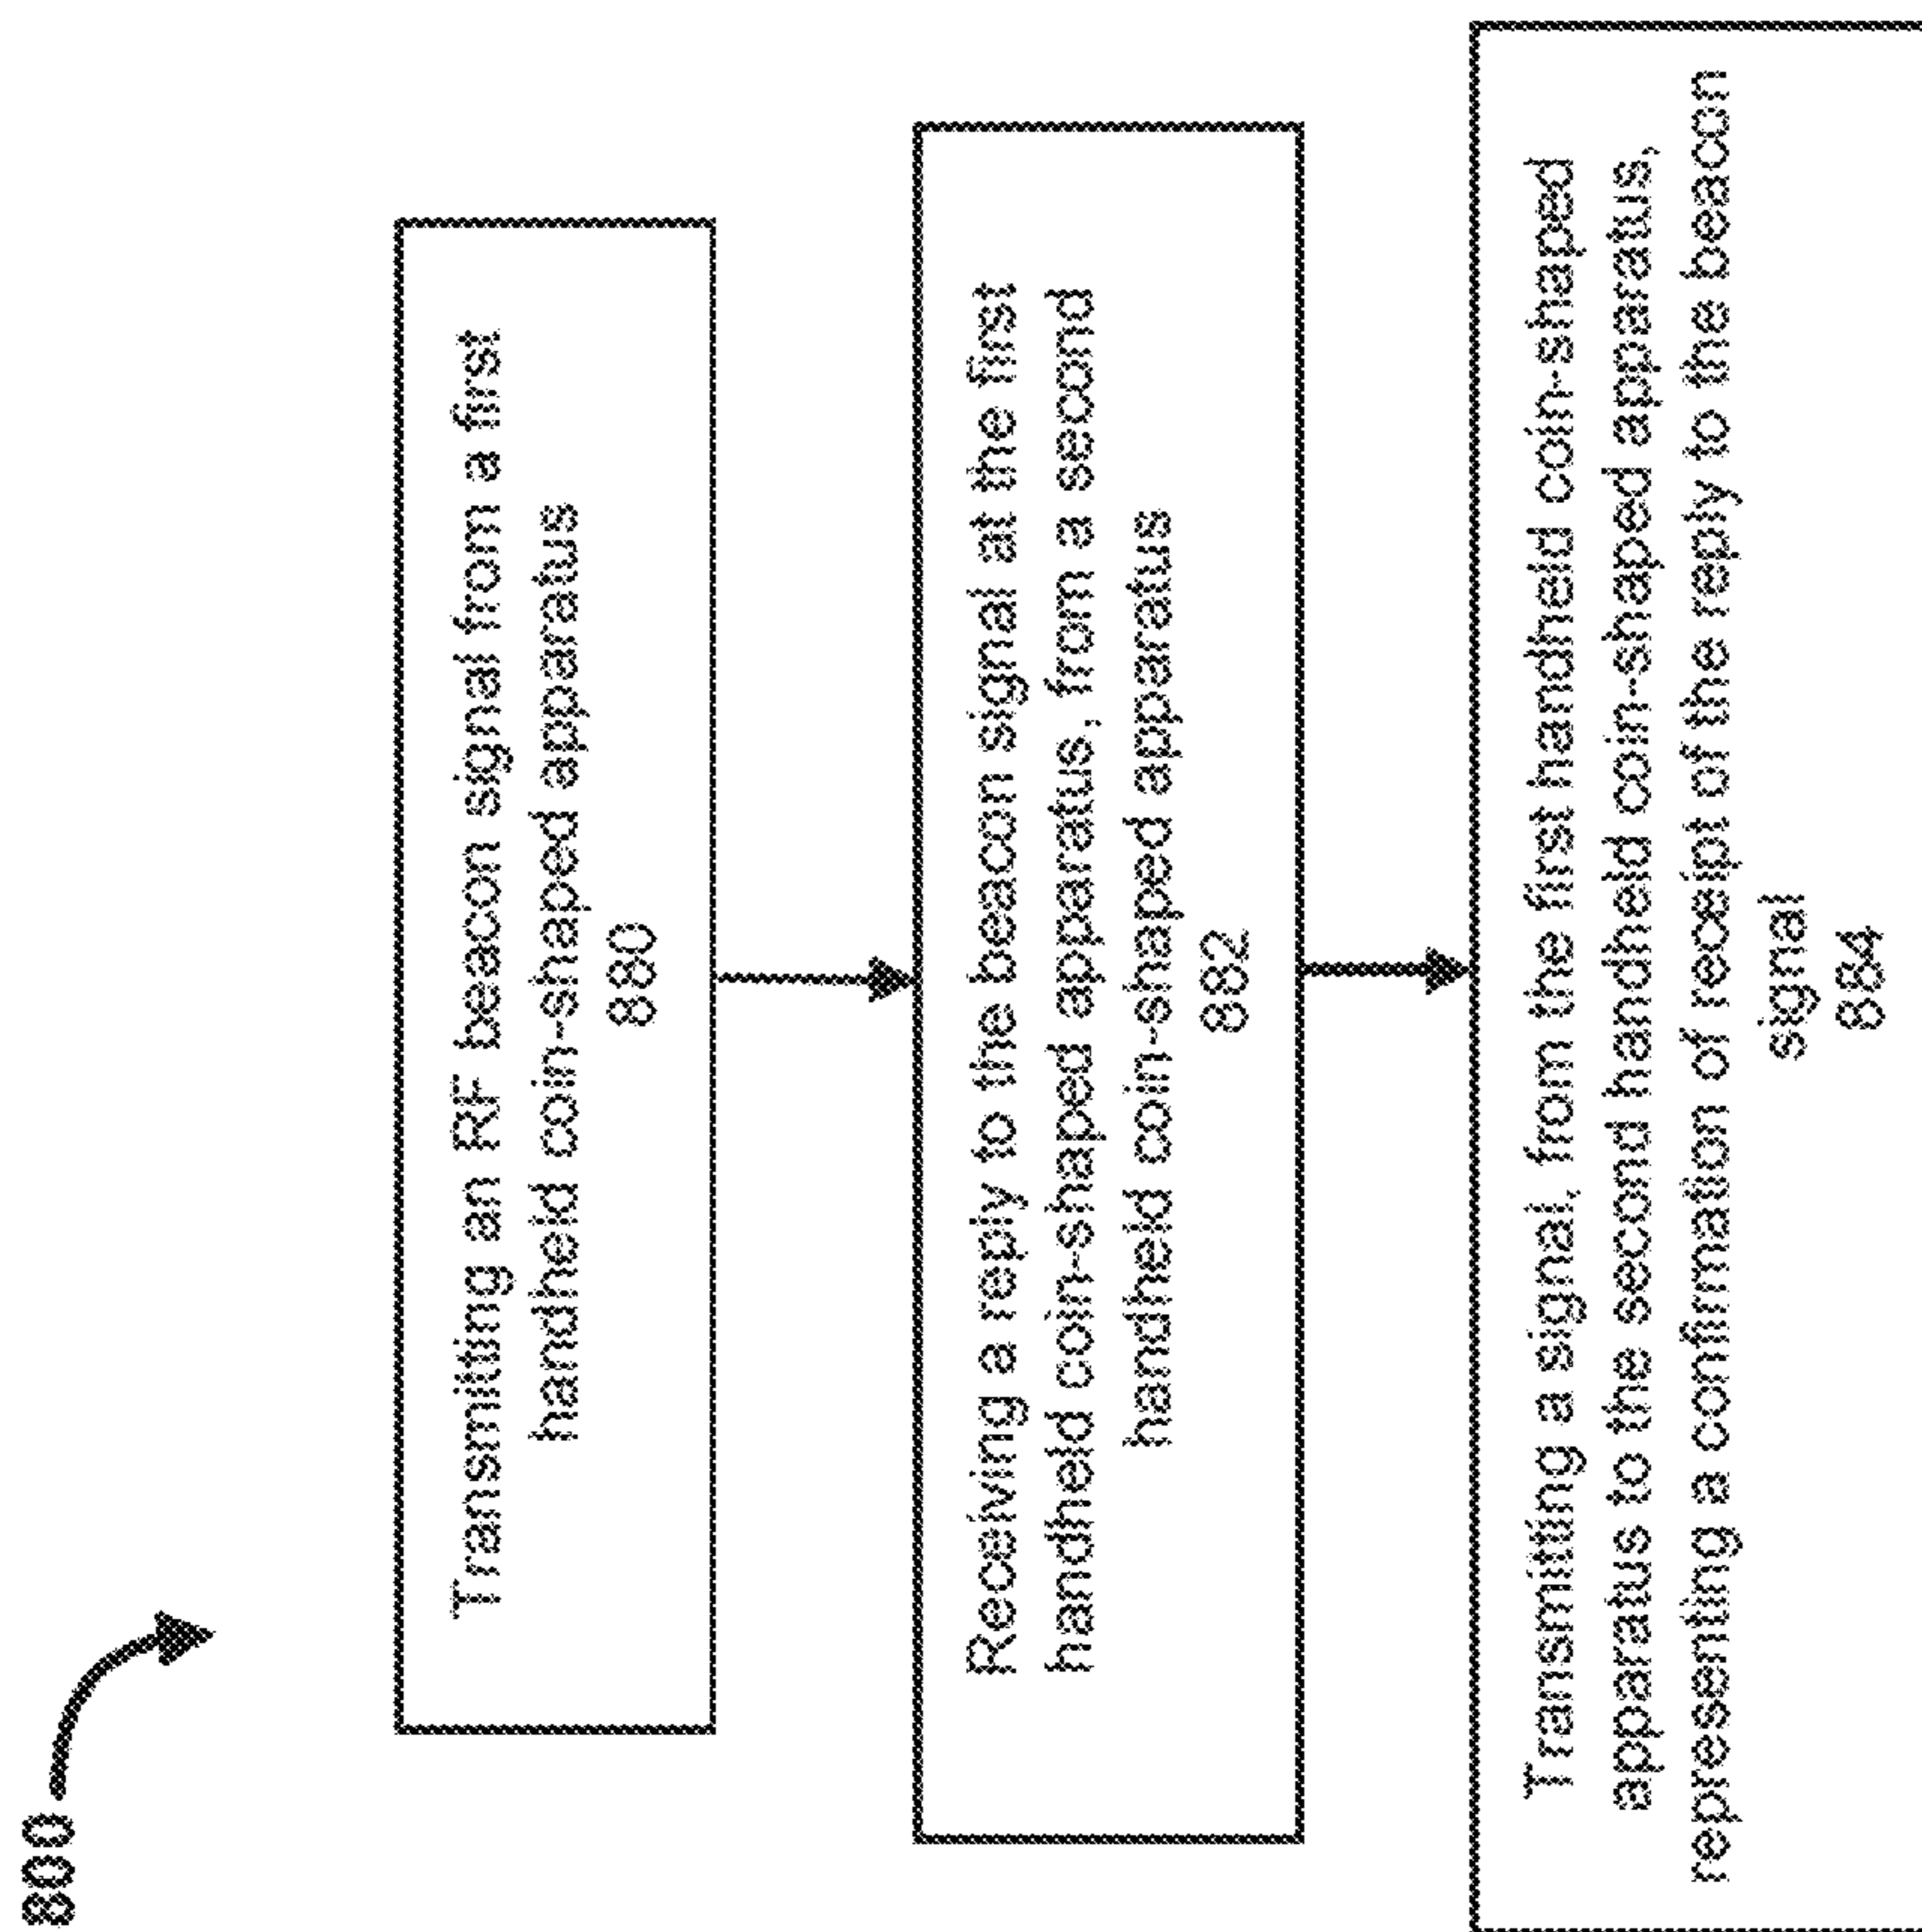 800
Transmitting an RF beacon signal from a first
handheld coin-shaped apparatus
880
Receiving a reply to the beacon signal at the first
handheld coin-shaped apparatus, from a second
handheld coin-shaped apparatus
882
Transmitting a signal, from the first handheld coin-shaped
apparatus to the second handheld coin-shaped apparatus,
representing a confirmation of receipt of the reply to the beacon
signal
884